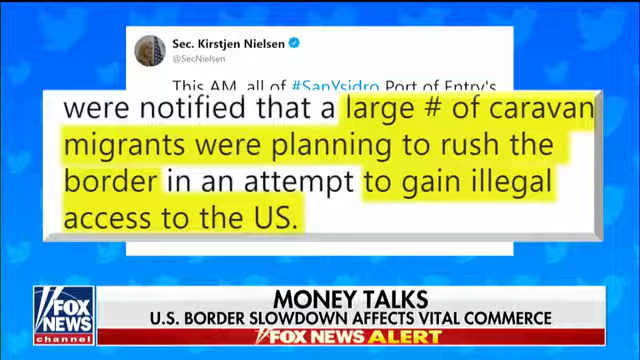 Sec. Kirstjen Nielsen
@SecNielsen
This AM, all of #SanYsidro Port of Entry's
were notified that a large # of caravan
migrants were planning to rush the
border in an attempt to gain illegal
access to the US.
FOX
NEWS
channel
MONEY TALKS
U.S. BORDER SLOWDOWN AFFECTS VITAL COMMERCE
FOX NEWS ALERT